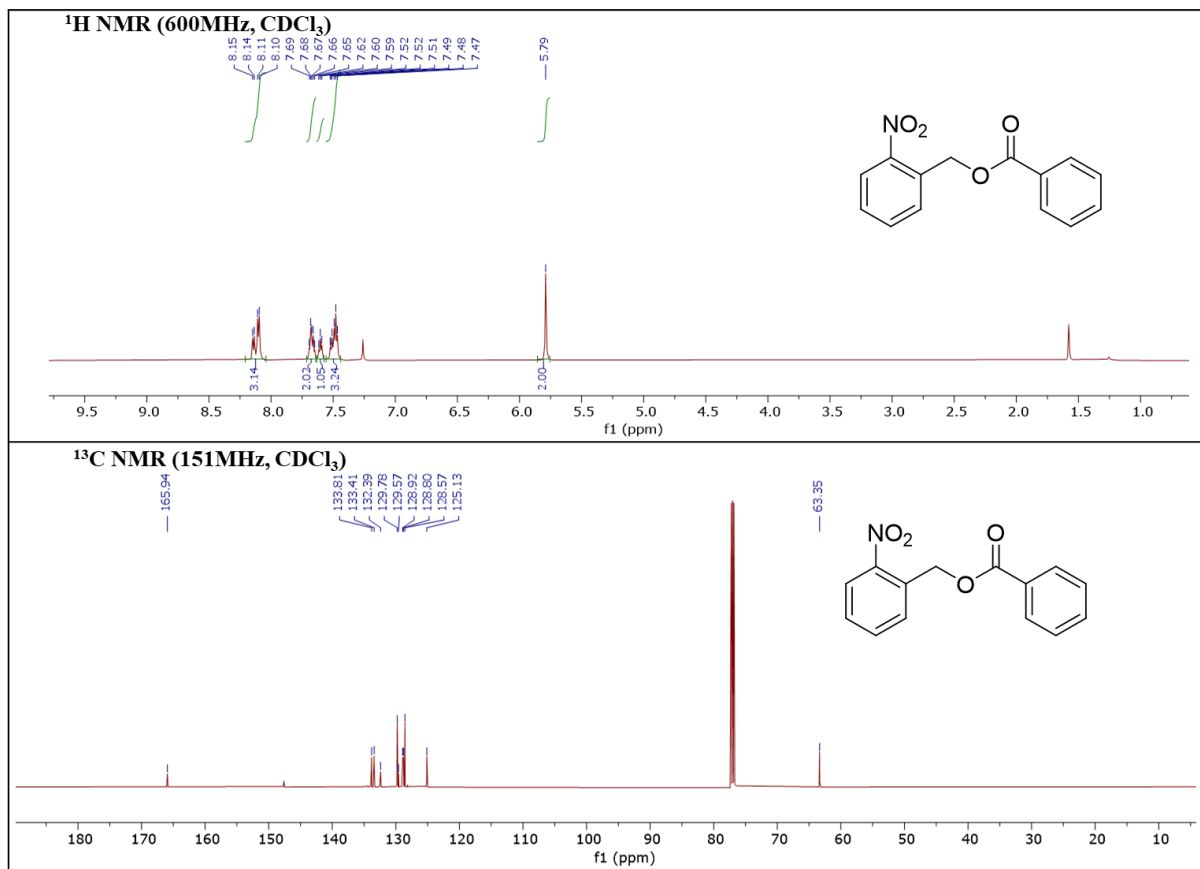 ¹H NMR (600MHz, CDCl₃)
8.15
8.14
8.11
8.10
7.69
7.68
7.67
7.66
7.65
7.62
7.60
7.59
7.52
7.52
7.51
7.49
7.48
7.47
5.79
NO₂
O
O
3.14
2.02
1.05
3.24
2.00
9.5 9.0 8.5 8.0 7.5 7.0 6.5 6.0 5.5 5.0 4.5 4.0 3.5 3.0 2.5 2.0 1.5 1.0
f1 (ppm)
¹³C NMR (151MHz, CDCl₃)
165.94
133.81
133.41
132.39
129.78
129.57
128.92
128.80
128.57
125.13
63.35
NO₂
O
O
180 170 160 150 140 130 120 110 100 90 80 70 60 50 40 30 20 10
f1 (ppm)